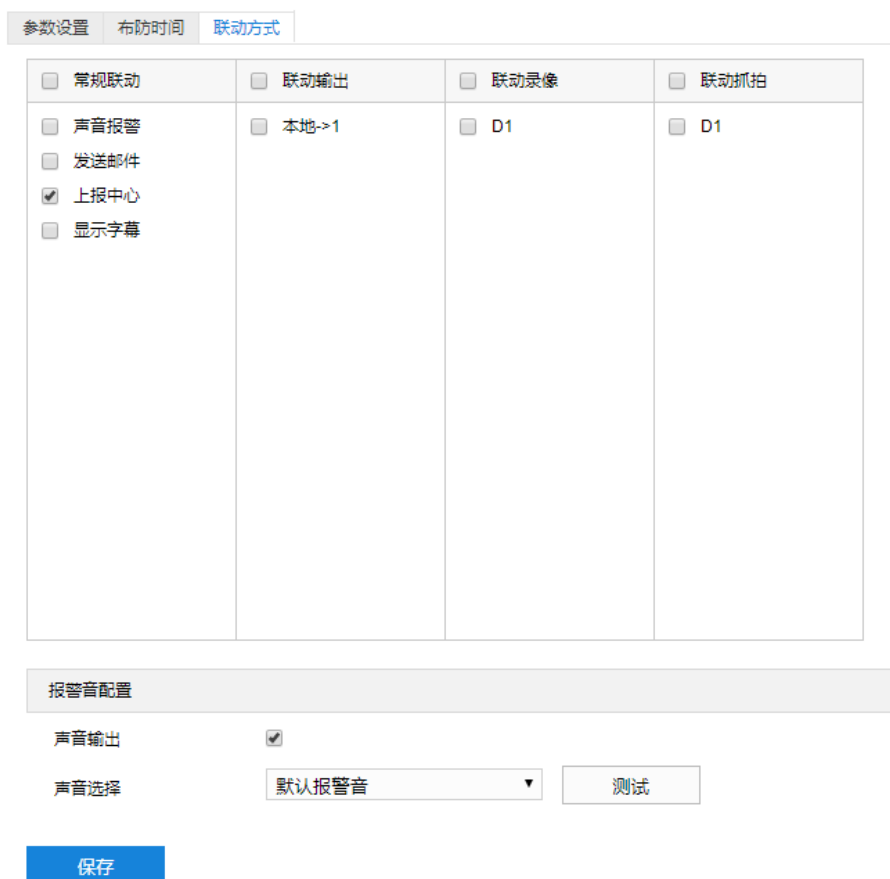 参数设置 布防时间 联动方式
常规联动 联动输出 联动录像 联动抓拍
声音报警 本地->1 D1 D1
发送邮件
上报中心
显示字幕
报警音配置
声音输出
声音选择 默认报警音 测试
保存